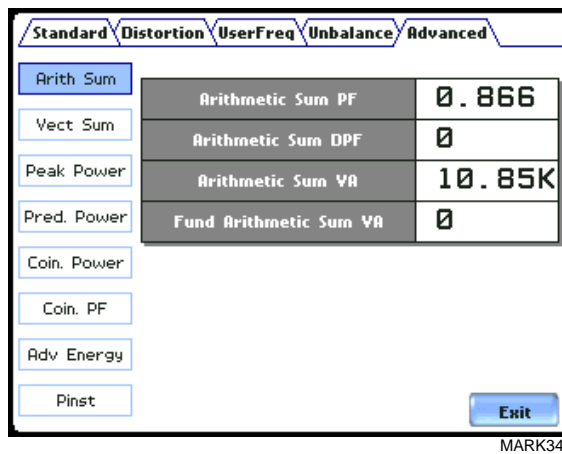 Standard Distortion UserFreq Unbalance Advanced
Arith Sum
Vect Sum
Peak Power
Pred. Power
Coin. Power
Coin. PF
Adv Energy
Pinst
Arithmetic Sum PF 0.866
Arithmetic Sum DPF 0
Arithmetic Sum VA 10.85K
Fund Arithmetic Sum VA 0
Exit
MARK34